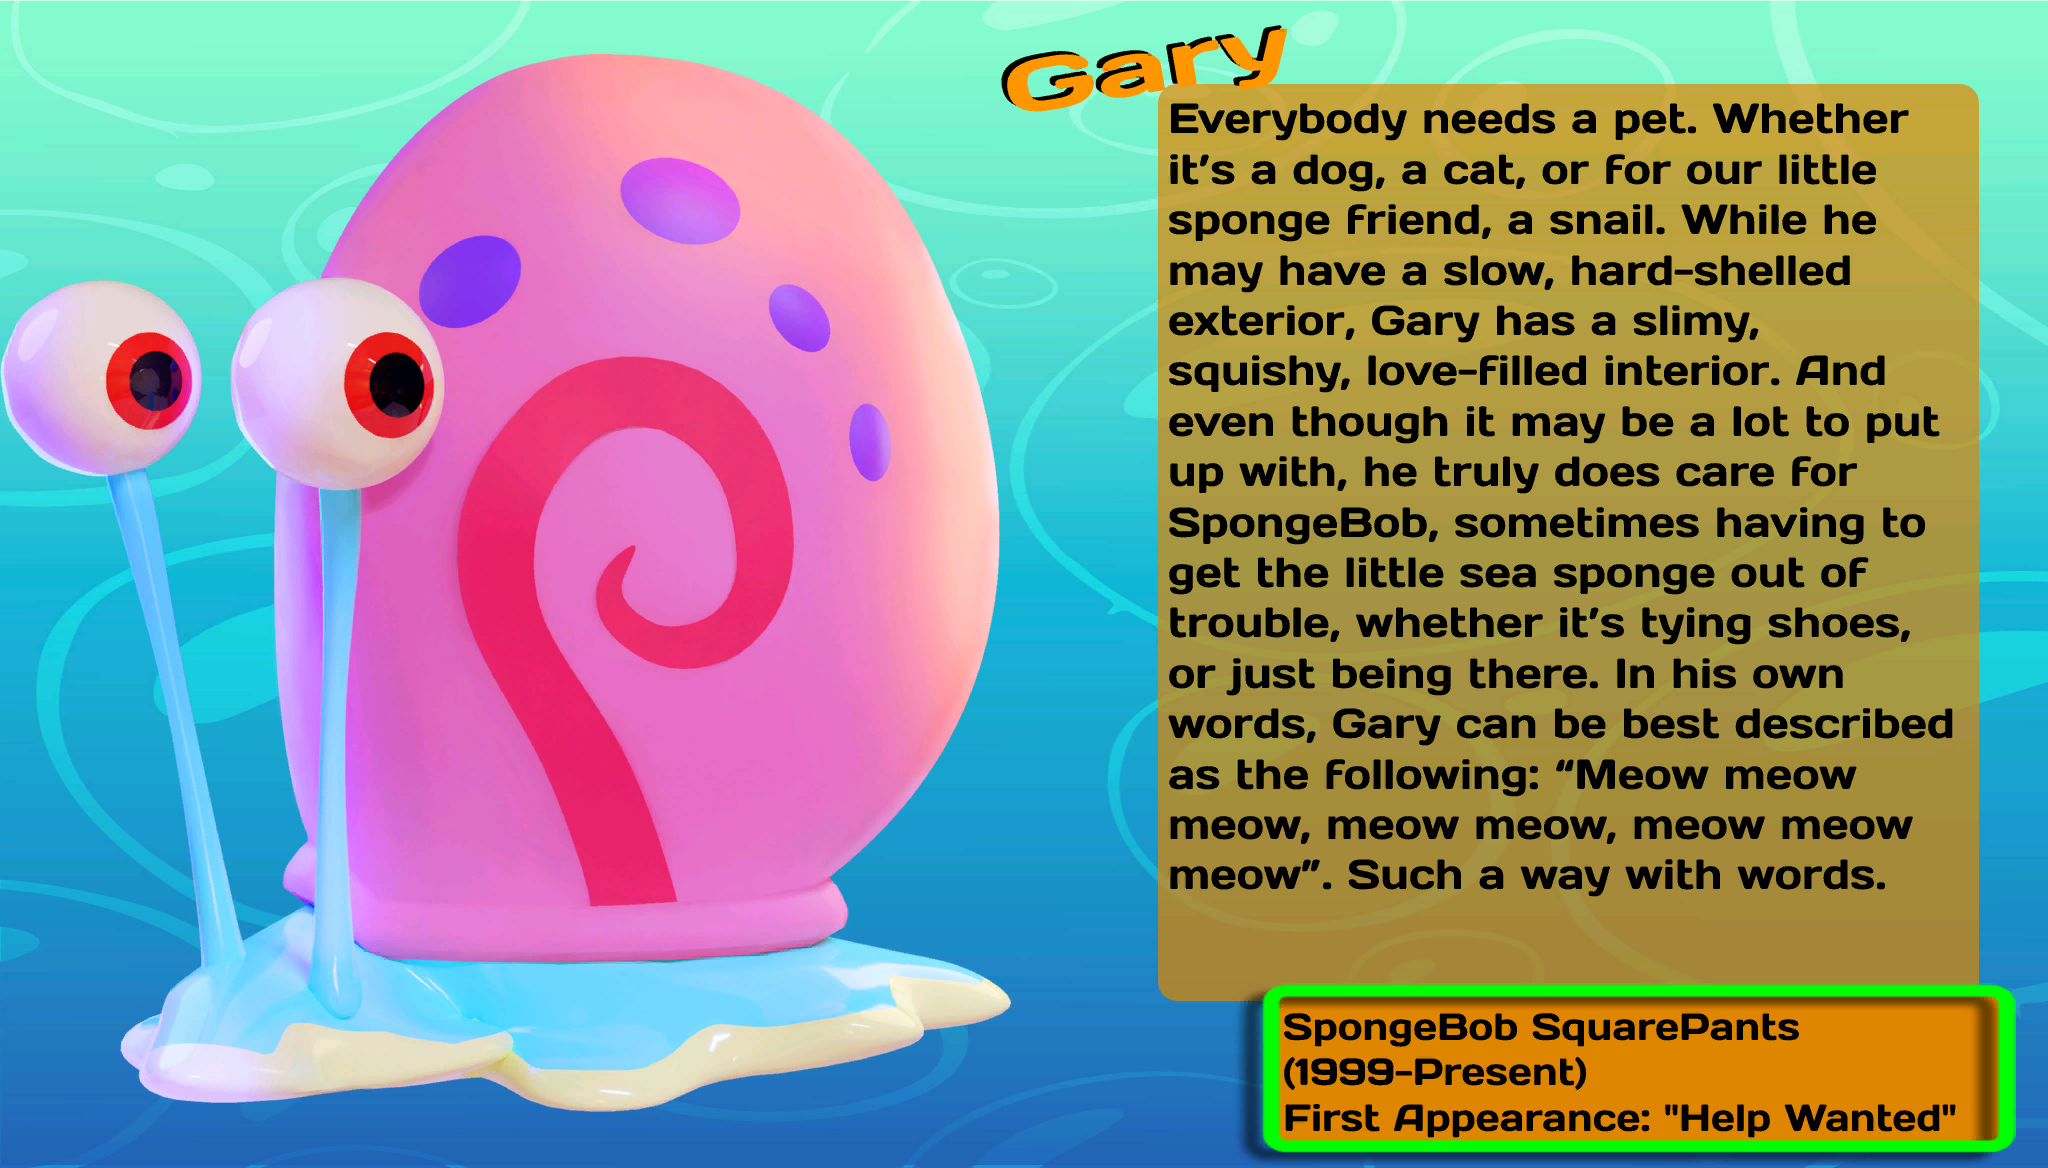 Gary
Everybody needs a pet. Whether
it’s a dog, a cat, or for our little
sponge friend, a snail. While he
may have a slow, hard-shelled
exterior, Gary has a slimy,
squishy, love-filled interior. And
even though it may be a lot to put
up with, he truly does care for
SpongeBob, sometimes having to
get the little sea sponge out of
trouble, whether it’s tying shoes,
or just being there. In his own
words, Gary can be best described
as the following: “Meow meow
meow, meow meow, meow meow
meow”. Such a way with words.
SpongeBob SquarePants
(1999-Present)
First Appearance: "Help Wanted"